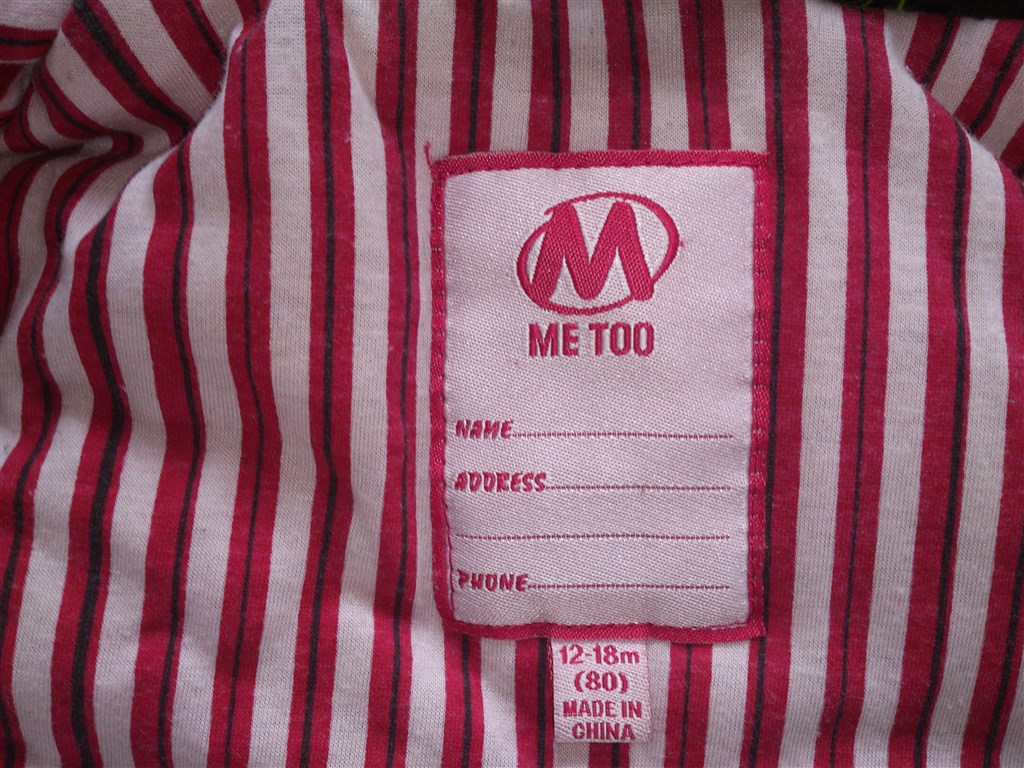 M
ME TOO
NAME
ADDRESS
PHONE
12-18m
(80)
MADE IN
CHINA